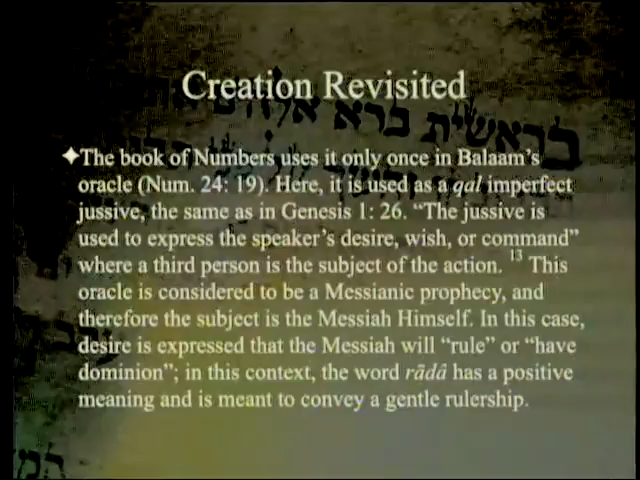 Creation Revisited
בראשית ברא אלהים
✦The book of Numbers uses it only once in Balaam's
oracle (Num. 24: 19). Here, it is used as a qal imperfect
jussive, the same as in Genesis 1: 26. “The jussive is
used to express the speaker's desire, wish, or command”
where a third person is the subject of the action. 13 This
oracle is considered to be a Messianic prophecy, and
therefore the subject is the Messiah Himself. In this case,
desire is expressed that the Messiah will “rule” or “have
dominion”; in this context, the word rādâ has a positive
meaning and is meant to convey a gentle rulership.